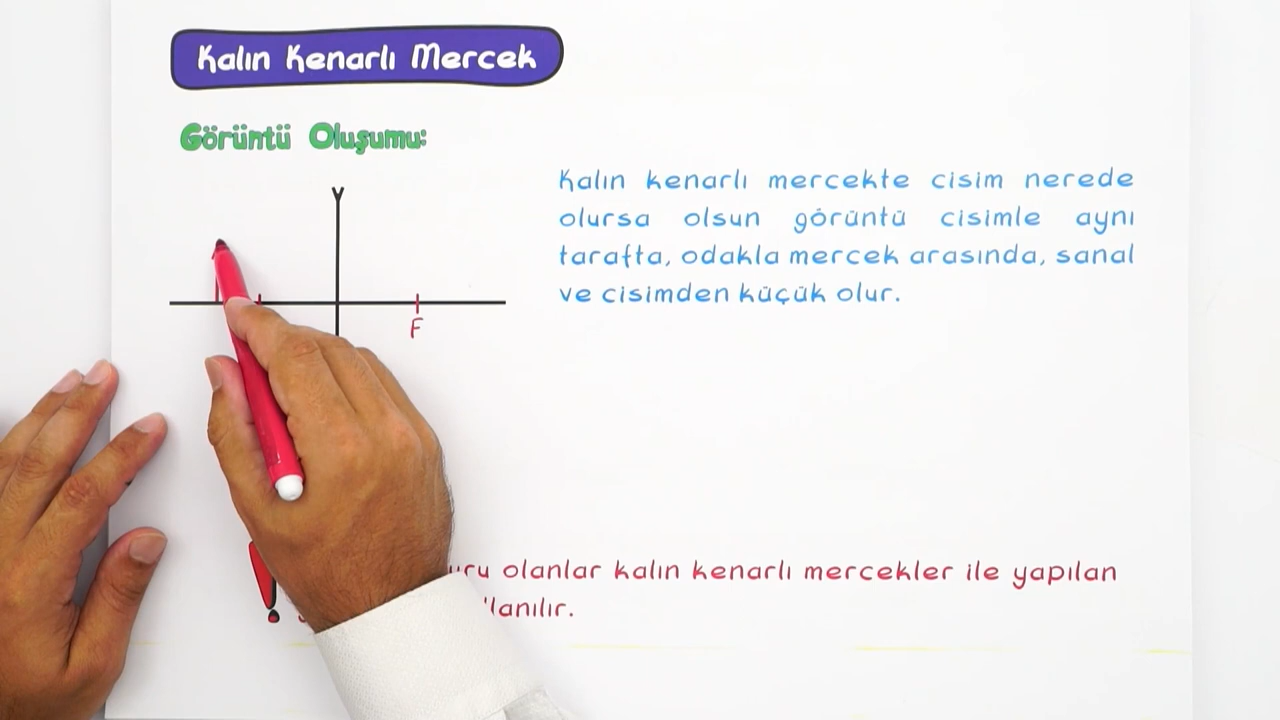 Kalın Kenarlı Mercek
Görüntü Oluşumu:
Kalın kenarlı mercekte cisim nerede
olursa olsun görüntü cisimle aynı
tarafta, odakla mercek arasında, sanal
ve cisimden küçük olur.
F
olanlar kalın kenarlı mercekler ile yapılan